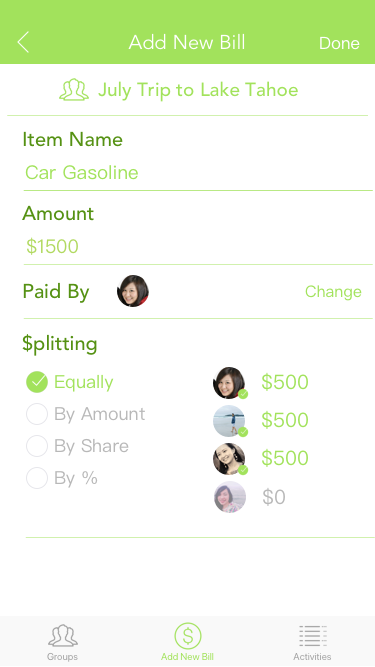 Add New Bill
Done
July Trip to Lake Tahoe
Item Name
Car Gasoline
Amount
$1500
Paid By
Change
$plitting
Equally
$500
By Amount
$500
By Share
$500
By %
$0
Groups
$
Add New Bill
Activities